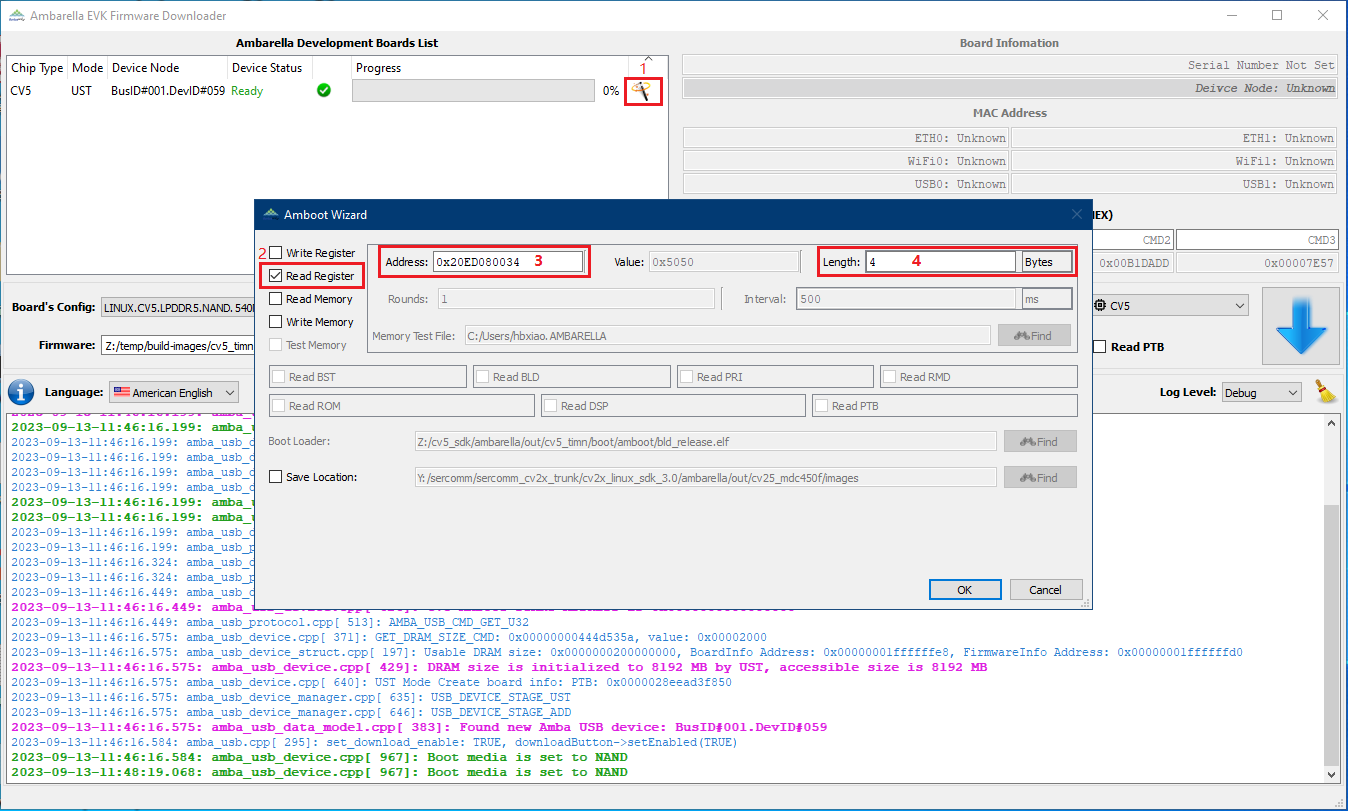 Ambarella EVK Firmware Downloader
Ambarella Development Boards List
Chip Type Mode Device Node Device Status Progress 1
CV5 UST BusID#001.DevID#059 Ready 0%
Board Infomation
Serial Number Not Set
Deivce Node: Unknown
MAC Address
ETH0: Unknown ETH1: Unknown
WiFi0: Unknown WiFi1: Unknown
USB0: Unknown USB1: Unknown
HEX)
CMD2 CMD3
0x00B1DADD 0x00007E57
Board's Config: LINUX.CV5.LPDDR5.NAND. 540
CV5
Firmware: Z:/temp/build-images/cv5_timn
Read PTB
Language: American English
Log Level: Debug
Amboot Wizard
2 Write Register
Read Register
Read Memory
Write Memory
Test Memory
Address: 0x20ED080034 3 Value: 0x5050 Length: 4 4 Bytes
Rounds: 1 Interval: 500 ms
Memory Test File: C:/Users/hbxiao. AMBARELLA Find
Read BST Read BLD Read PRI Read RMD
Read ROM Read DSP Read PTB
Boot Loader: Z:/cv5_sdk/ambarella/out/cv5_timn/boot/amboot/bld_release.elf Find
Save Location: Y:/sercomm/sercomm_cv2x_trunk/cv2x_linux_sdk_3.0/ambarella/out/cv25_mdc450f/images Find
OK Cancel
2023-09-13-11:46:16.199: amba_
2023-09-13-11:46:16.199: amba_usb_d
2023-09-13-11:46:16.199: amba_usb_d
2023-09-13-11:46:16.199: amba_usb_d
2023-09-13-11:46:16.199: amba_usb_d
2023-09-13-11:46:16.199: amba_u
2023-09-13-11:46:16.199: amba_u
2023-09-13-11:46:16.199: amba_usb_d
2023-09-13-11:46:16.199: amba_usb_p
2023-09-13-11:46:16.324: amba_usb_d
2023-09-13-11:46:16.324: amba_usb_p
2023-09-13-11:46:16.449: amba_usb_d
2023-09-13-11:46:16.449:
2023-09-13-11:46:16.449: amba_usb_protocol.cpp[ 513]: AMBA_USB_CMD_GET_U32
2023-09-13-11:46:16.575: amba_usb_device.cpp[ 371]: GET_DRAM_SIZE_CMD: 0x00000000444d535a, value: 0x00002000
2023-09-13-11:46:16.575: amba_usb_device_struct.cpp[ 197]: Usable DRAM size: 0x0000000200000000, BoardInfo Address: 0x00000001ffffffe8, FirmwareInfo Address: 0x00000001ffffffd0
2023-09-13-11:46:16.575: amba_usb_device.cpp[ 429]: DRAM size is initialized to 8192 MB by UST, accessible size is 8192 MB
2023-09-13-11:46:16.575: amba_usb_device.cpp[ 640]: UST Mode Create board info: PTB: 0x0000028eead3f850
2023-09-13-11:46:16.575: amba_usb_device_manager.cpp[ 635]: USB_DEVICE_STAGE_UST
2023-09-13-11:46:16.575: amba_usb_device_manager.cpp[ 646]: USB_DEVICE_STAGE_ADD
2023-09-13-11:46:16.575: amba_usb_data_model.cpp[ 383]: Found new Amba USB device: BusID#001.DevID#059
2023-09-13-11:46:16.584: amba_usb.cpp[ 295]: set_download_enable: TRUE, downloadButton->setEnabled(TRUE)
2023-09-13-11:46:16.584: amba_usb_device.cpp[ 967]: Boot media is set to NAND
2023-09-13-11:48:19.068: amba_usb_device.cpp[ 967]: Boot media is set to NAND